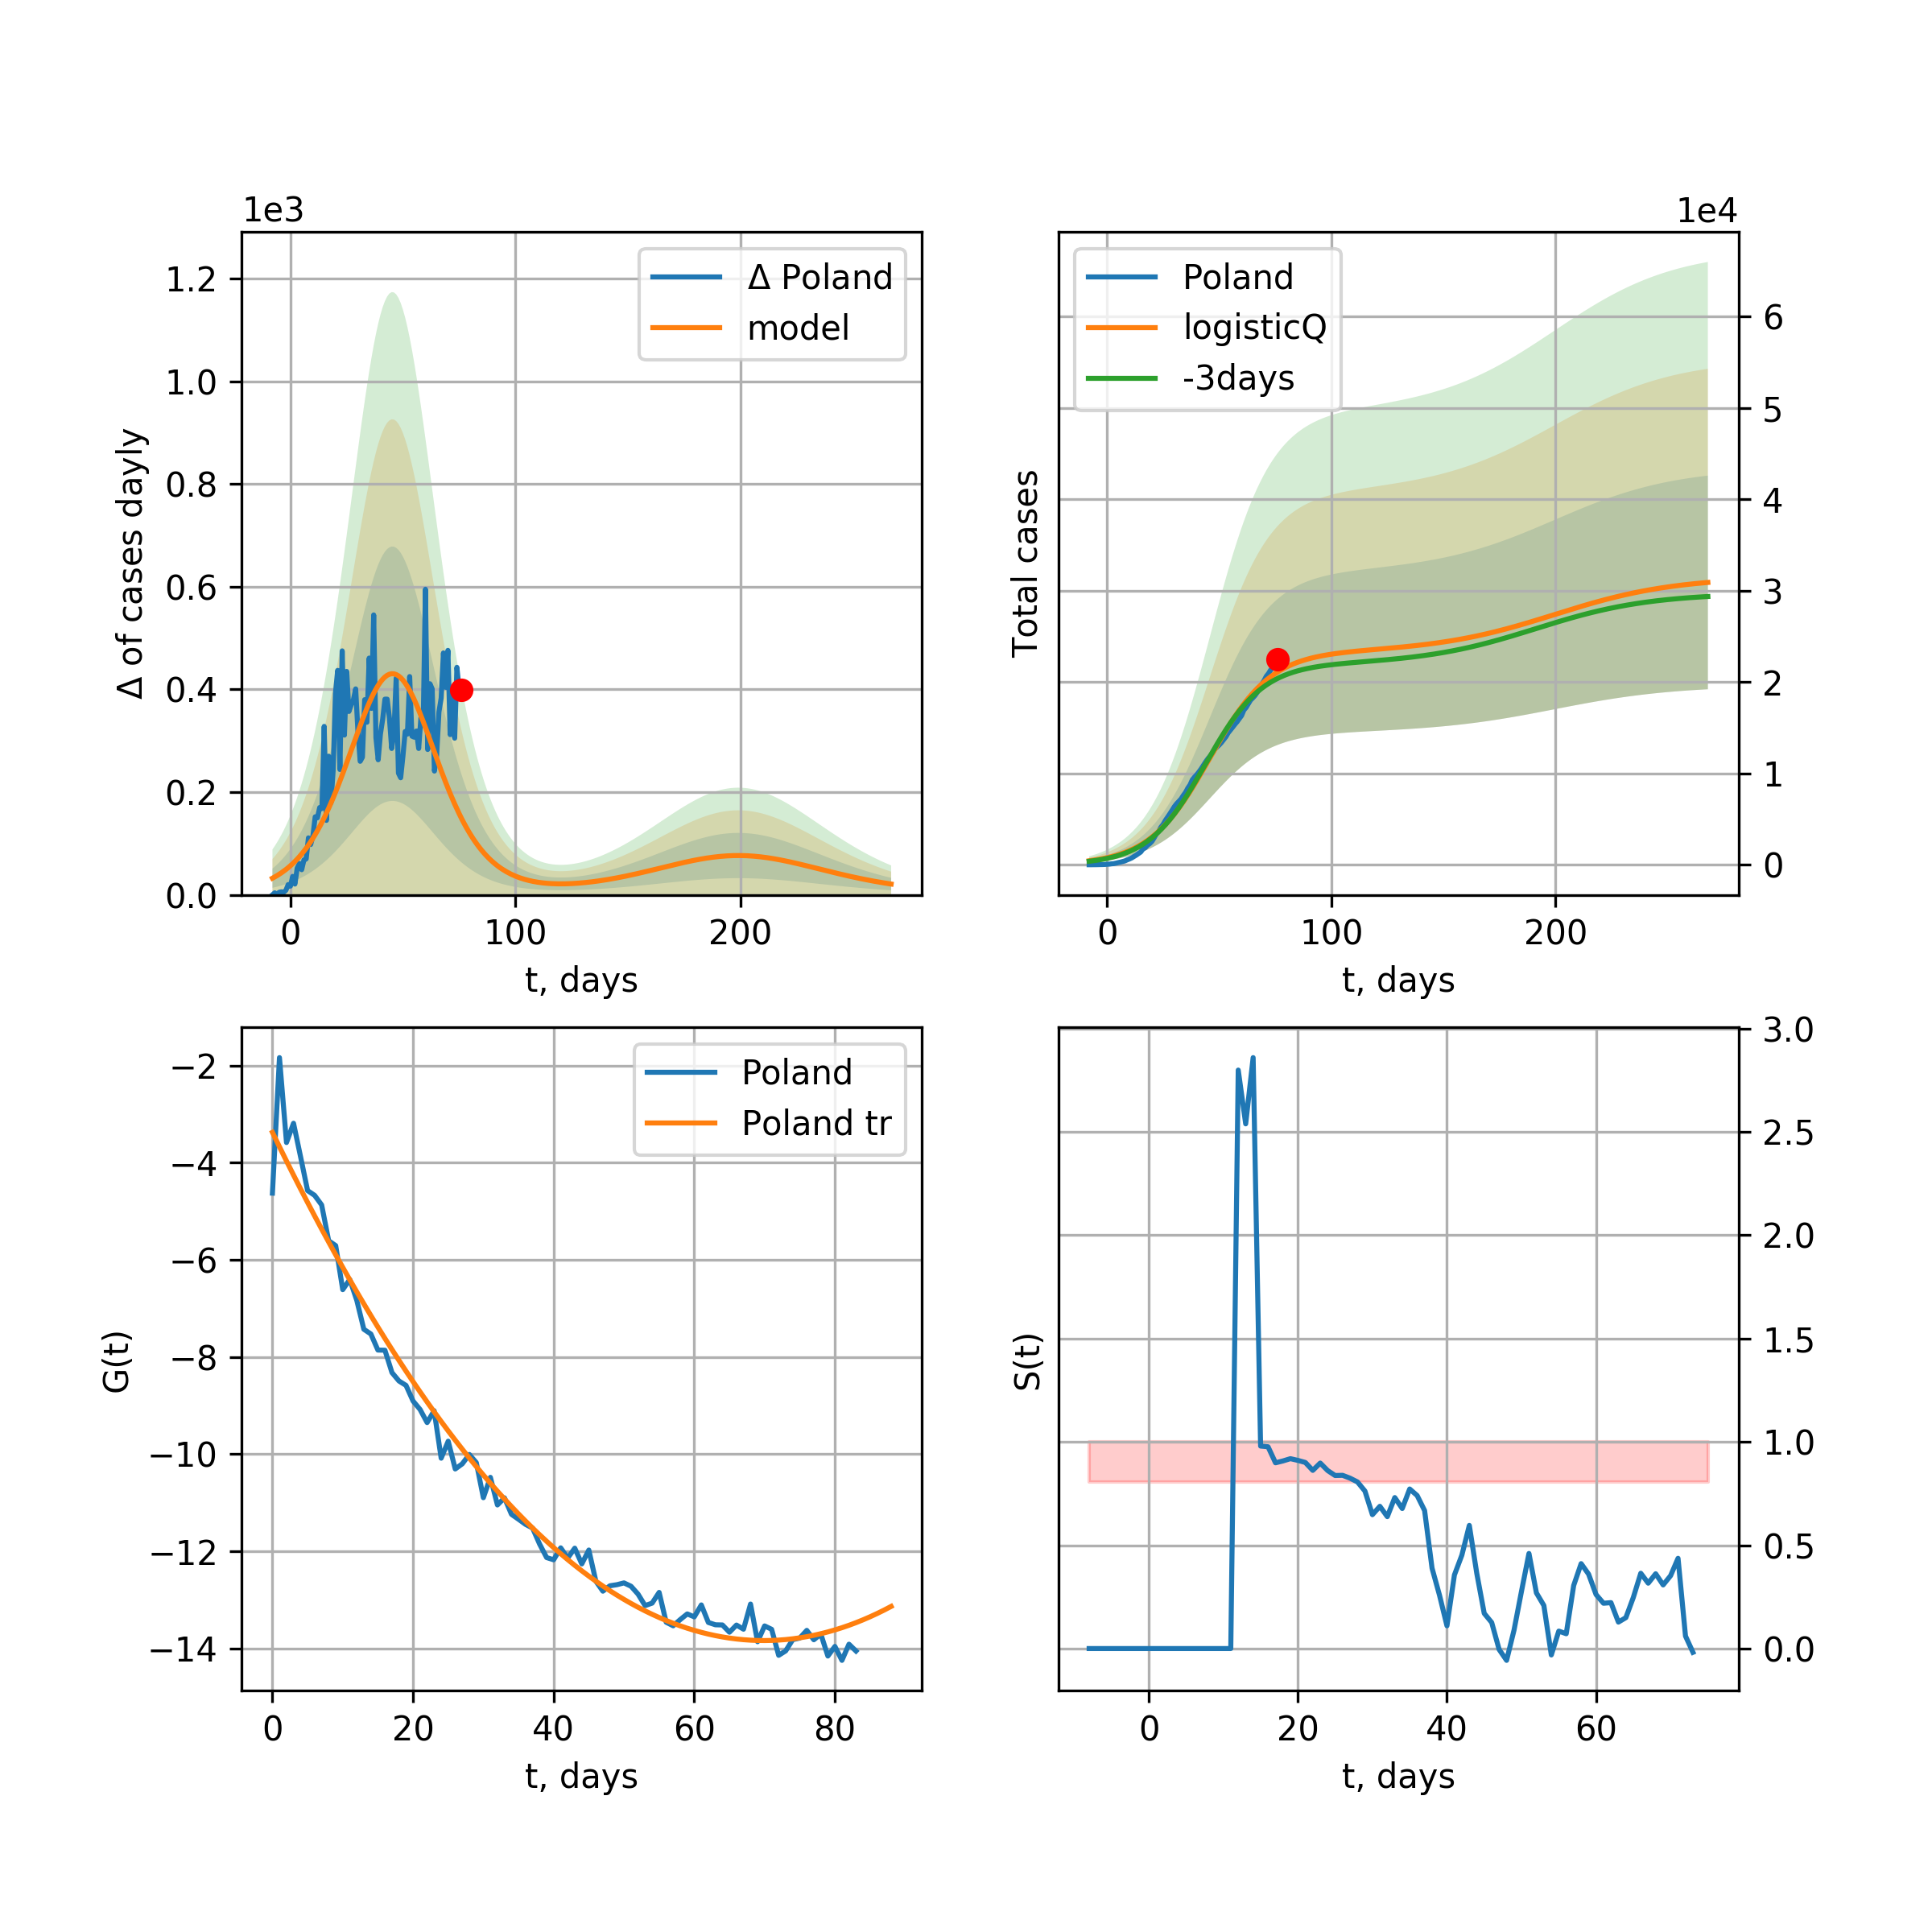 1e3
Δ of cases dayly
1.2
1.0
0.8
0.6
0.4
0.2
0.0
0 100 200
t, days
Δ Poland
model
1e4
Total cases
Poland
logisticQ
-3days
6
5
4
3
2
1
0
0 100 200
t, days
G(t)
−2
−4
−6
−8
−10
−12
−14
0 20 40 60 80
t, days
Poland
Poland tr
S(t)
3.0
2.5
2.0
1.5
1.0
0.5
0.0
0 20 40 60
t, days